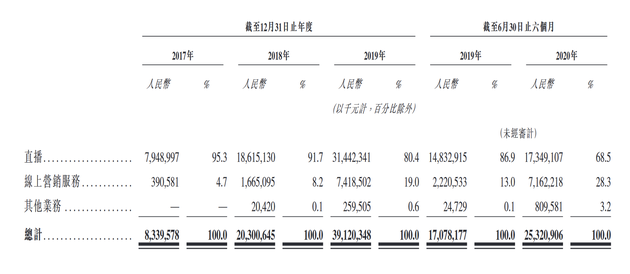 截至12月31日止年度 截至6月30日止六個月
2017年 2018年 2019年 2019年 2020年
人民幣 % 人民幣 % 人民幣 % 人民幣 % 人民幣 %
(以千元計，百分比除外)
(未經審計)
直播..................... 7,948,997 95.3 18,615,130 91.7 31,442,341 80.4 14,832,915 86.9 17,349,107 68.5
線上營銷服務............ 390,581 4.7 1,665,095 8.2 7,418,502 19.0 2,220,533 13.0 7,162,218 28.3
其他業務................ — — 20,420 0.1 259,505 0.6 24,729 0.1 809,581 3.2
總計..................... 8,339,578 100.0 20,300,645 100.0 39,120,348 100.0 17,078,177 100.0 25,320,906 100.0